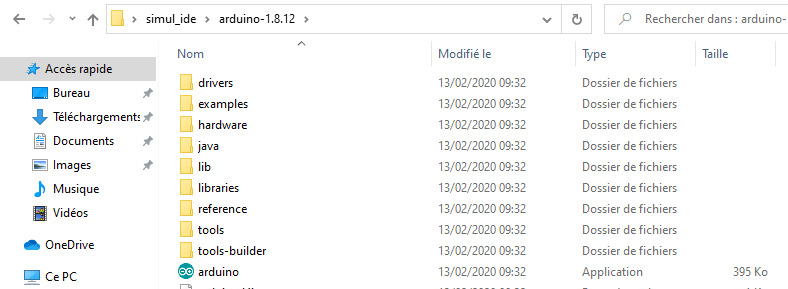 simul_ide > arduino-1.8.12 >
Rechercher dans : arduino-
Nom Modifié le Type Taille
Accès rapide
Bureau
Téléchargements
Documents
Images
Musique
Vidéos
OneDrive
Ce PC
drivers 13/02/2020 09:32 Dossier de fichiers
examples 13/02/2020 09:32 Dossier de fichiers
hardware 13/02/2020 09:32 Dossier de fichiers
java 13/02/2020 09:32 Dossier de fichiers
lib 13/02/2020 09:32 Dossier de fichiers
libraries 13/02/2020 09:32 Dossier de fichiers
reference 13/02/2020 09:32 Dossier de fichiers
tools 13/02/2020 09:32 Dossier de fichiers
tools-builder 13/02/2020 09:32 Dossier de fichiers
arduino 13/02/2020 09:32 Application 395 Ko